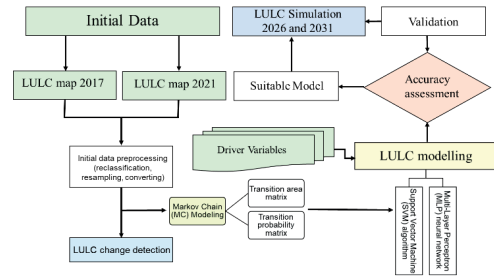 Initial Data
LULC map 2017
LULC map 2021
Initial data preprocessing
(reclassification,
resampling, converting)
LULC change detection
Markov Chain
(MC) Modeling
Transition area
matrix
Transition
probability
matrix
LULC Simulation
2026 and 2031
Validation
Suitable Model
Accuracy
assessment
Driver Variables
LULC modelling
Support Vector Machine
(SVM) algorithm
Multi-Layer Perceptron
(MLP) neural network